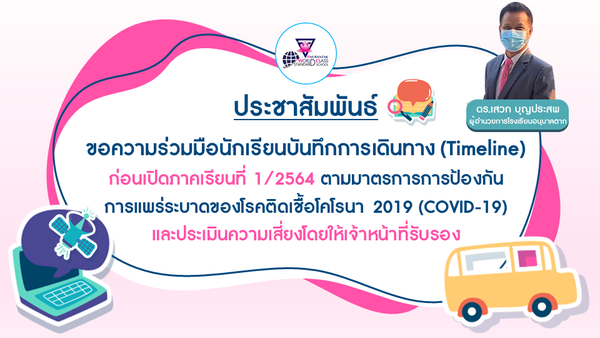 WORLD CLASS
STANDARD SCHOOL
ประชาสัมพันธ์
ดร.เสวก บุญประสพ
ผู้อำนวยการโรงเรียนอนุบาลตาก
ขอความร่วมมือนักเรียนบันทึกการเดินทาง (Timeline)
ก่อนเปิดภาคเรียนที่ 1/2564 ตามมาตรการการป้องกัน
การแพร่ระบาดของโรคติดเชื้อโคโรนา 2019 (COVID-19)
และประเมินความเสี่ยงโดยให้เจ้าหน้าที่รับรอง